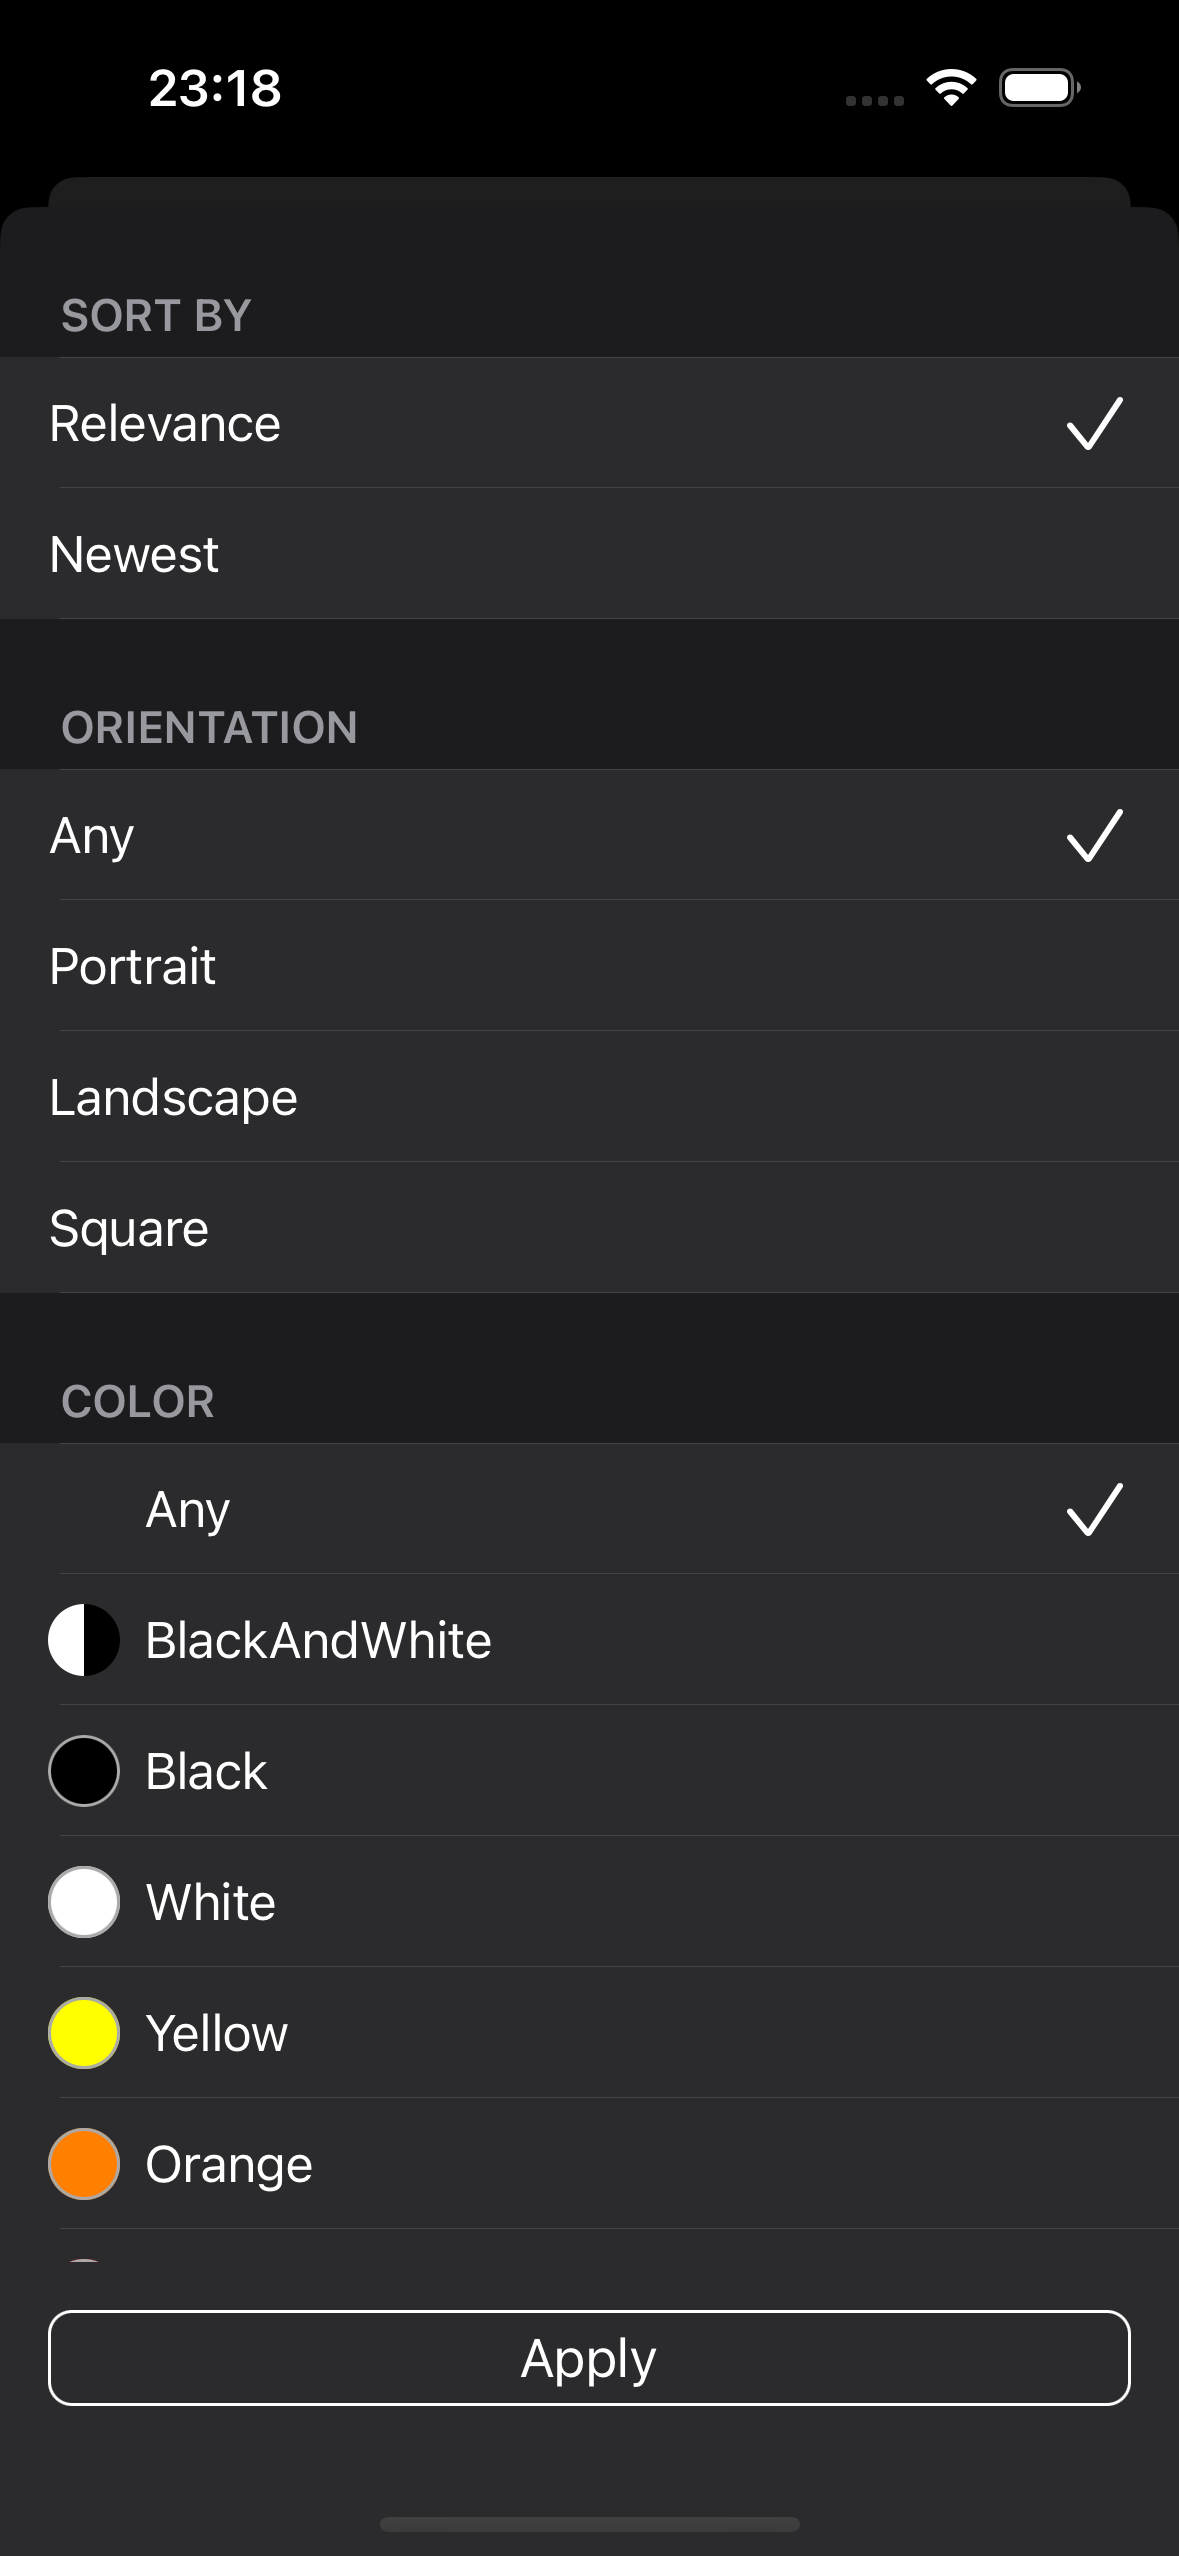 23:18
SORT BY
Relevance
Newest
ORIENTATION
Any
Portrait
Landscape
Square
COLOR
Any
BlackAndWhite
Black
White
Yellow
Orange
Apply